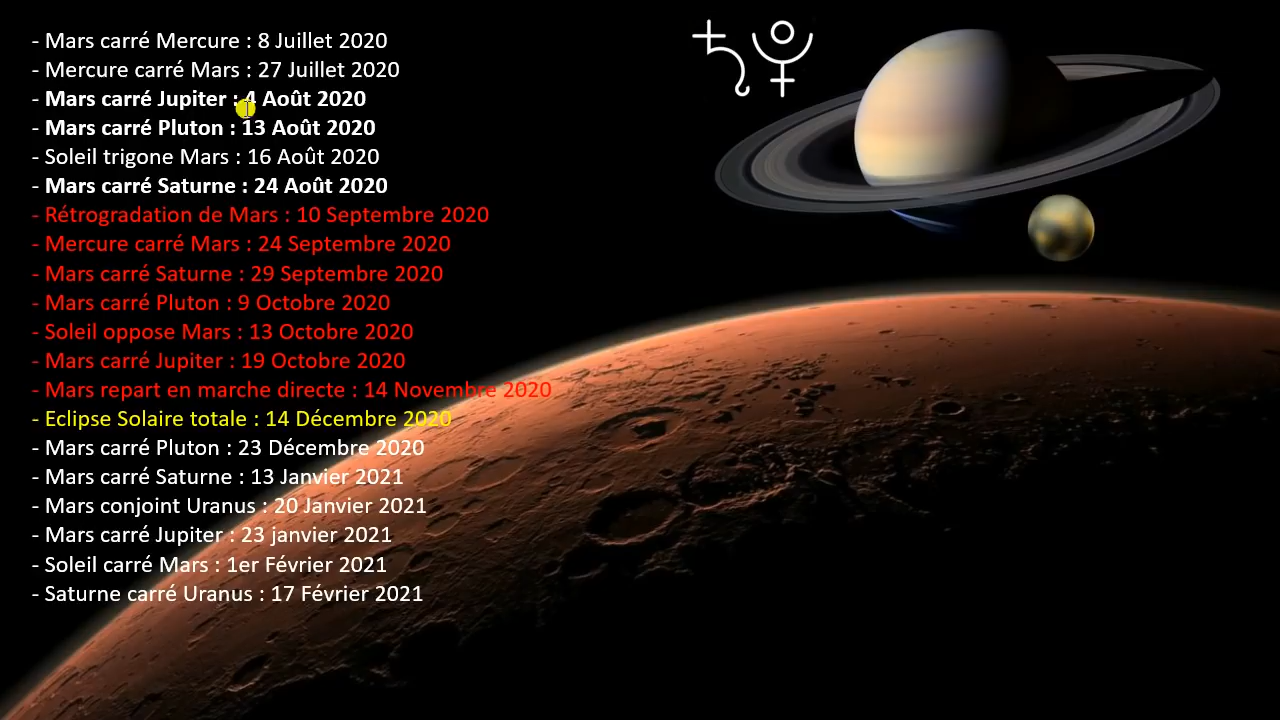 - Mars carré Mercure : 8 Juillet 2020
- Mercure carré Mars : 27 Juillet 2020
- Mars carré Jupiter : 4 Août 2020
- Mars carré Pluton : 13 Août 2020
- Soleil trigone Mars : 16 Août 2020
- Mars carré Saturne : 24 Août 2020
- Rétrogradation de Mars : 10 Septembre 2020
- Mercure carré Mars : 24 Septembre 2020
- Mars carré Saturne : 29 Septembre 2020
- Mars carré Pluton : 9 Octobre 2020
- Soleil oppose Mars : 13 Octobre 2020
- Mars carré Jupiter : 19 Octobre 2020
- Mars repart en marche directe : 14 Novembre 2020
- Eclipse Solaire totale : 14 Décembre 2020
- Mars carré Pluton : 23 Décembre 2020
- Mars carré Saturne : 13 Janvier 2021
- Mars conjoint Uranus : 20 Janvier 2021
- Mars carré Jupiter : 23 janvier 2021
- Soleil carré Mars : 1er Février 2021
- Saturne carré Uranus : 17 Février 2021